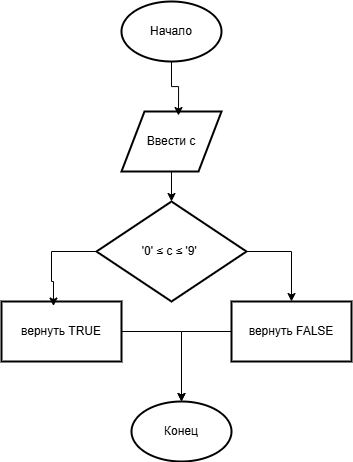 Начало
Ввести c
'0' ≤ c ≤ '9'
вернуть TRUE
вернуть FALSE
Конец